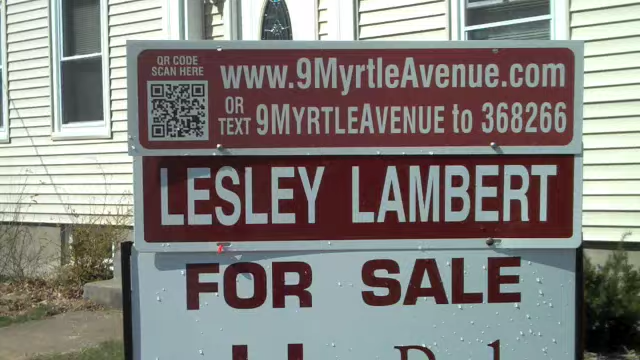 QR CODE
SCAN HERE
www.9MyrtleAvenue.com
OR
TEXT 9MYRTLEAVENUE to 368266
LESLEY LAMBERT
FOR SALE